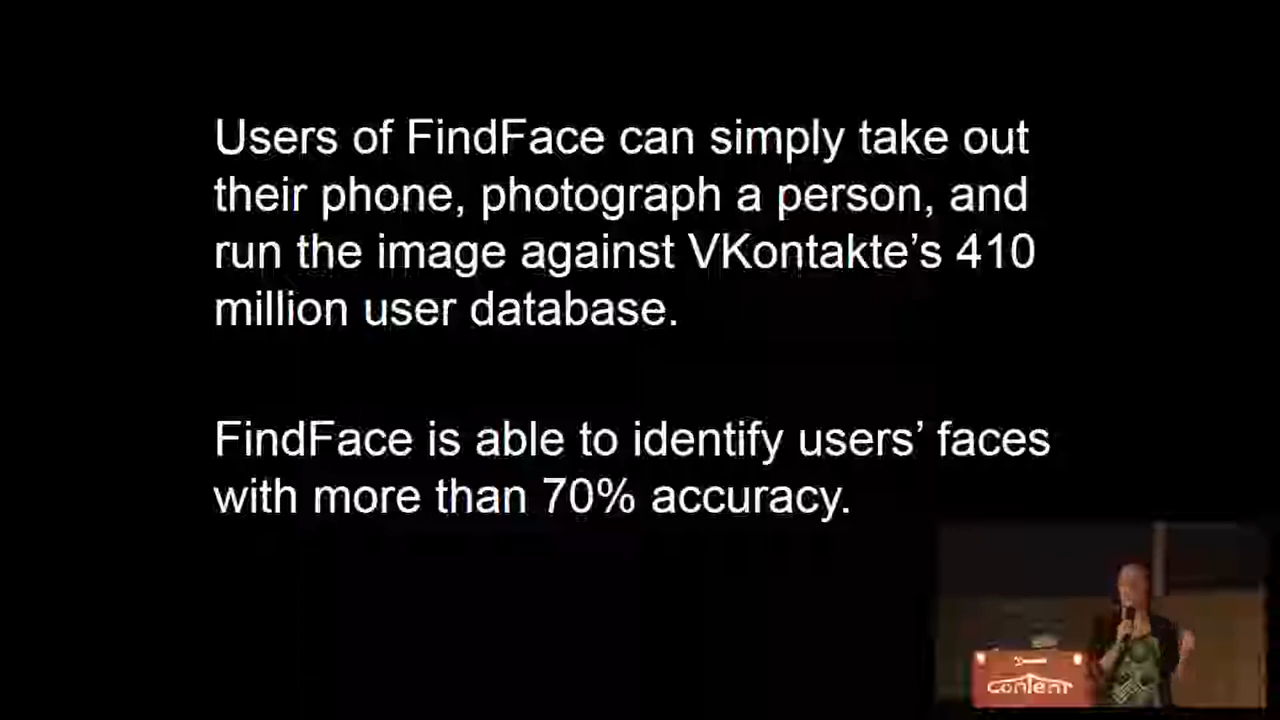 Users of FindFace can simply take out
their phone, photograph a person, and
run the image against VKontakte’s 410
million user database.
FindFace is able to identify users’ faces
with more than 70% accuracy.
content